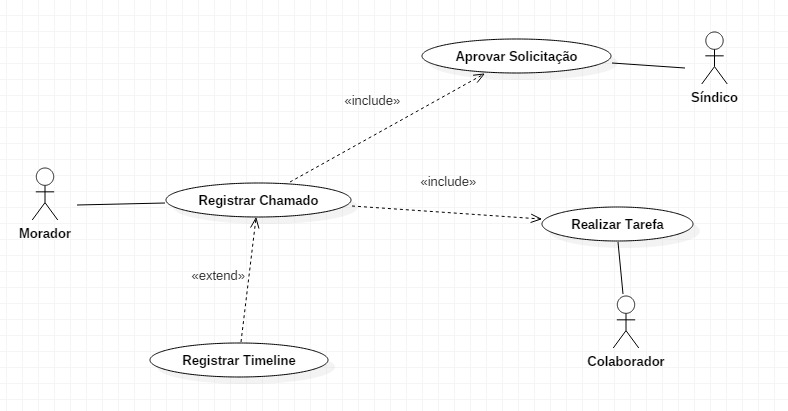 Aprovar Solicitação
Síndico
«include»
«include»
Registrar Chamado
Morador
Realizar Tarefa
«extend»
Registrar Timeline
Colaborador